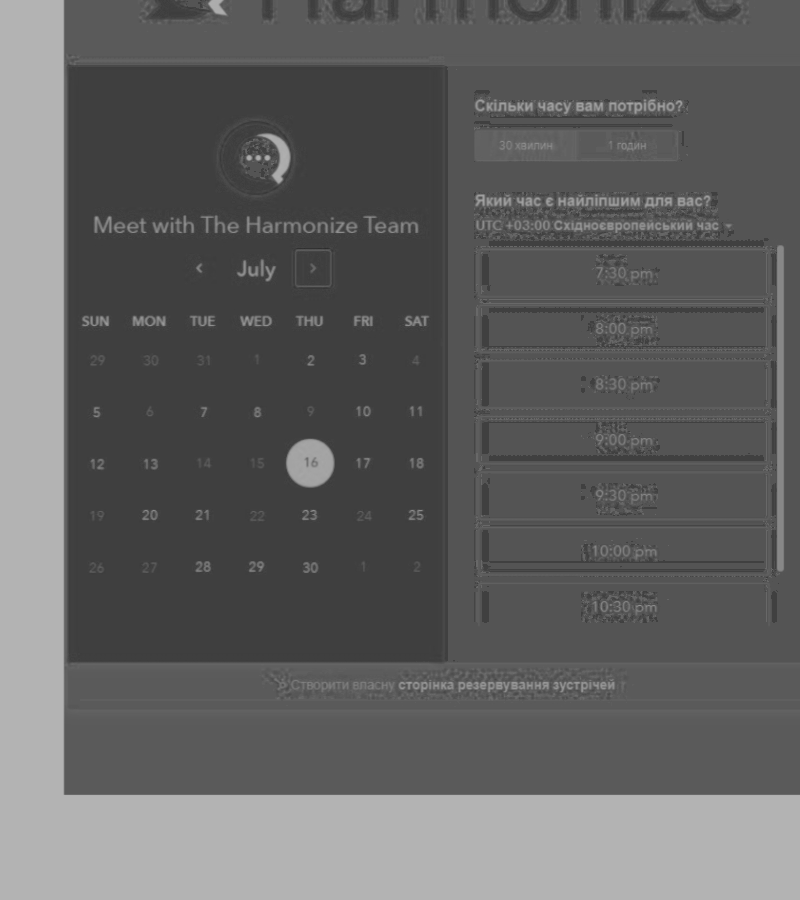 Harmonize
Meet with The Harmonize Team
‹ July ›
SUN MON TUE WED THU FRI SAT
29 30 31 1 2 3 4
5 6 7 8 9 10 11
12 13 14 15 16 17 18
19 20 21 22 23 24 25
26 27 28 29 30 1 2
Скільки часу вам потрібно?
30 хвилин 1 годин
Який час є найліпшим для вас?
UTC +03:00 Східноєвропейський час
7:30 pm
8:00 pm
8:30 pm
9:00 pm
9:30 pm
10:00 pm
10:30 pm
Створити власну сторінка резервування зустрічей